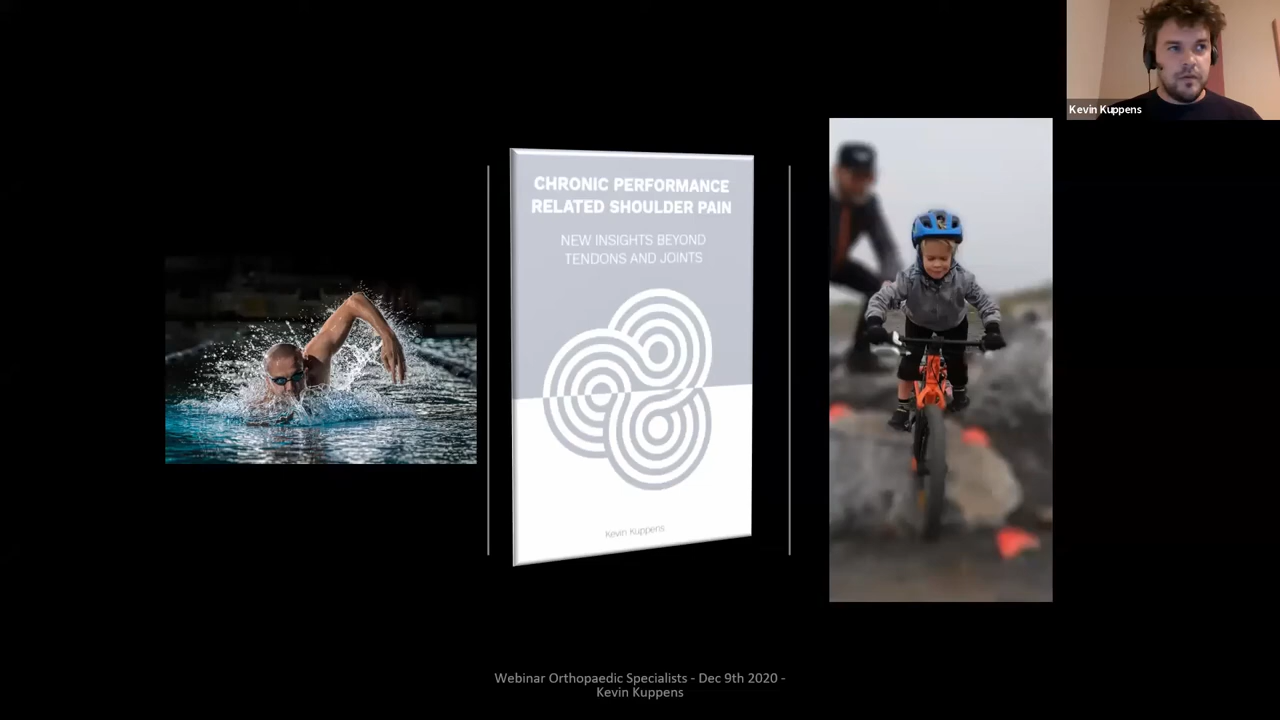 Kevin Kuppens
CHRONIC PERFORMANCE
RELATED SHOULDER PAIN
NEW INSIGHTS BEYOND
TENDONS AND JOINTS
Kevin Kuppens
Webinar Orthopaedic Specialists - Dec 9th 2020 -
Kevin Kuppens